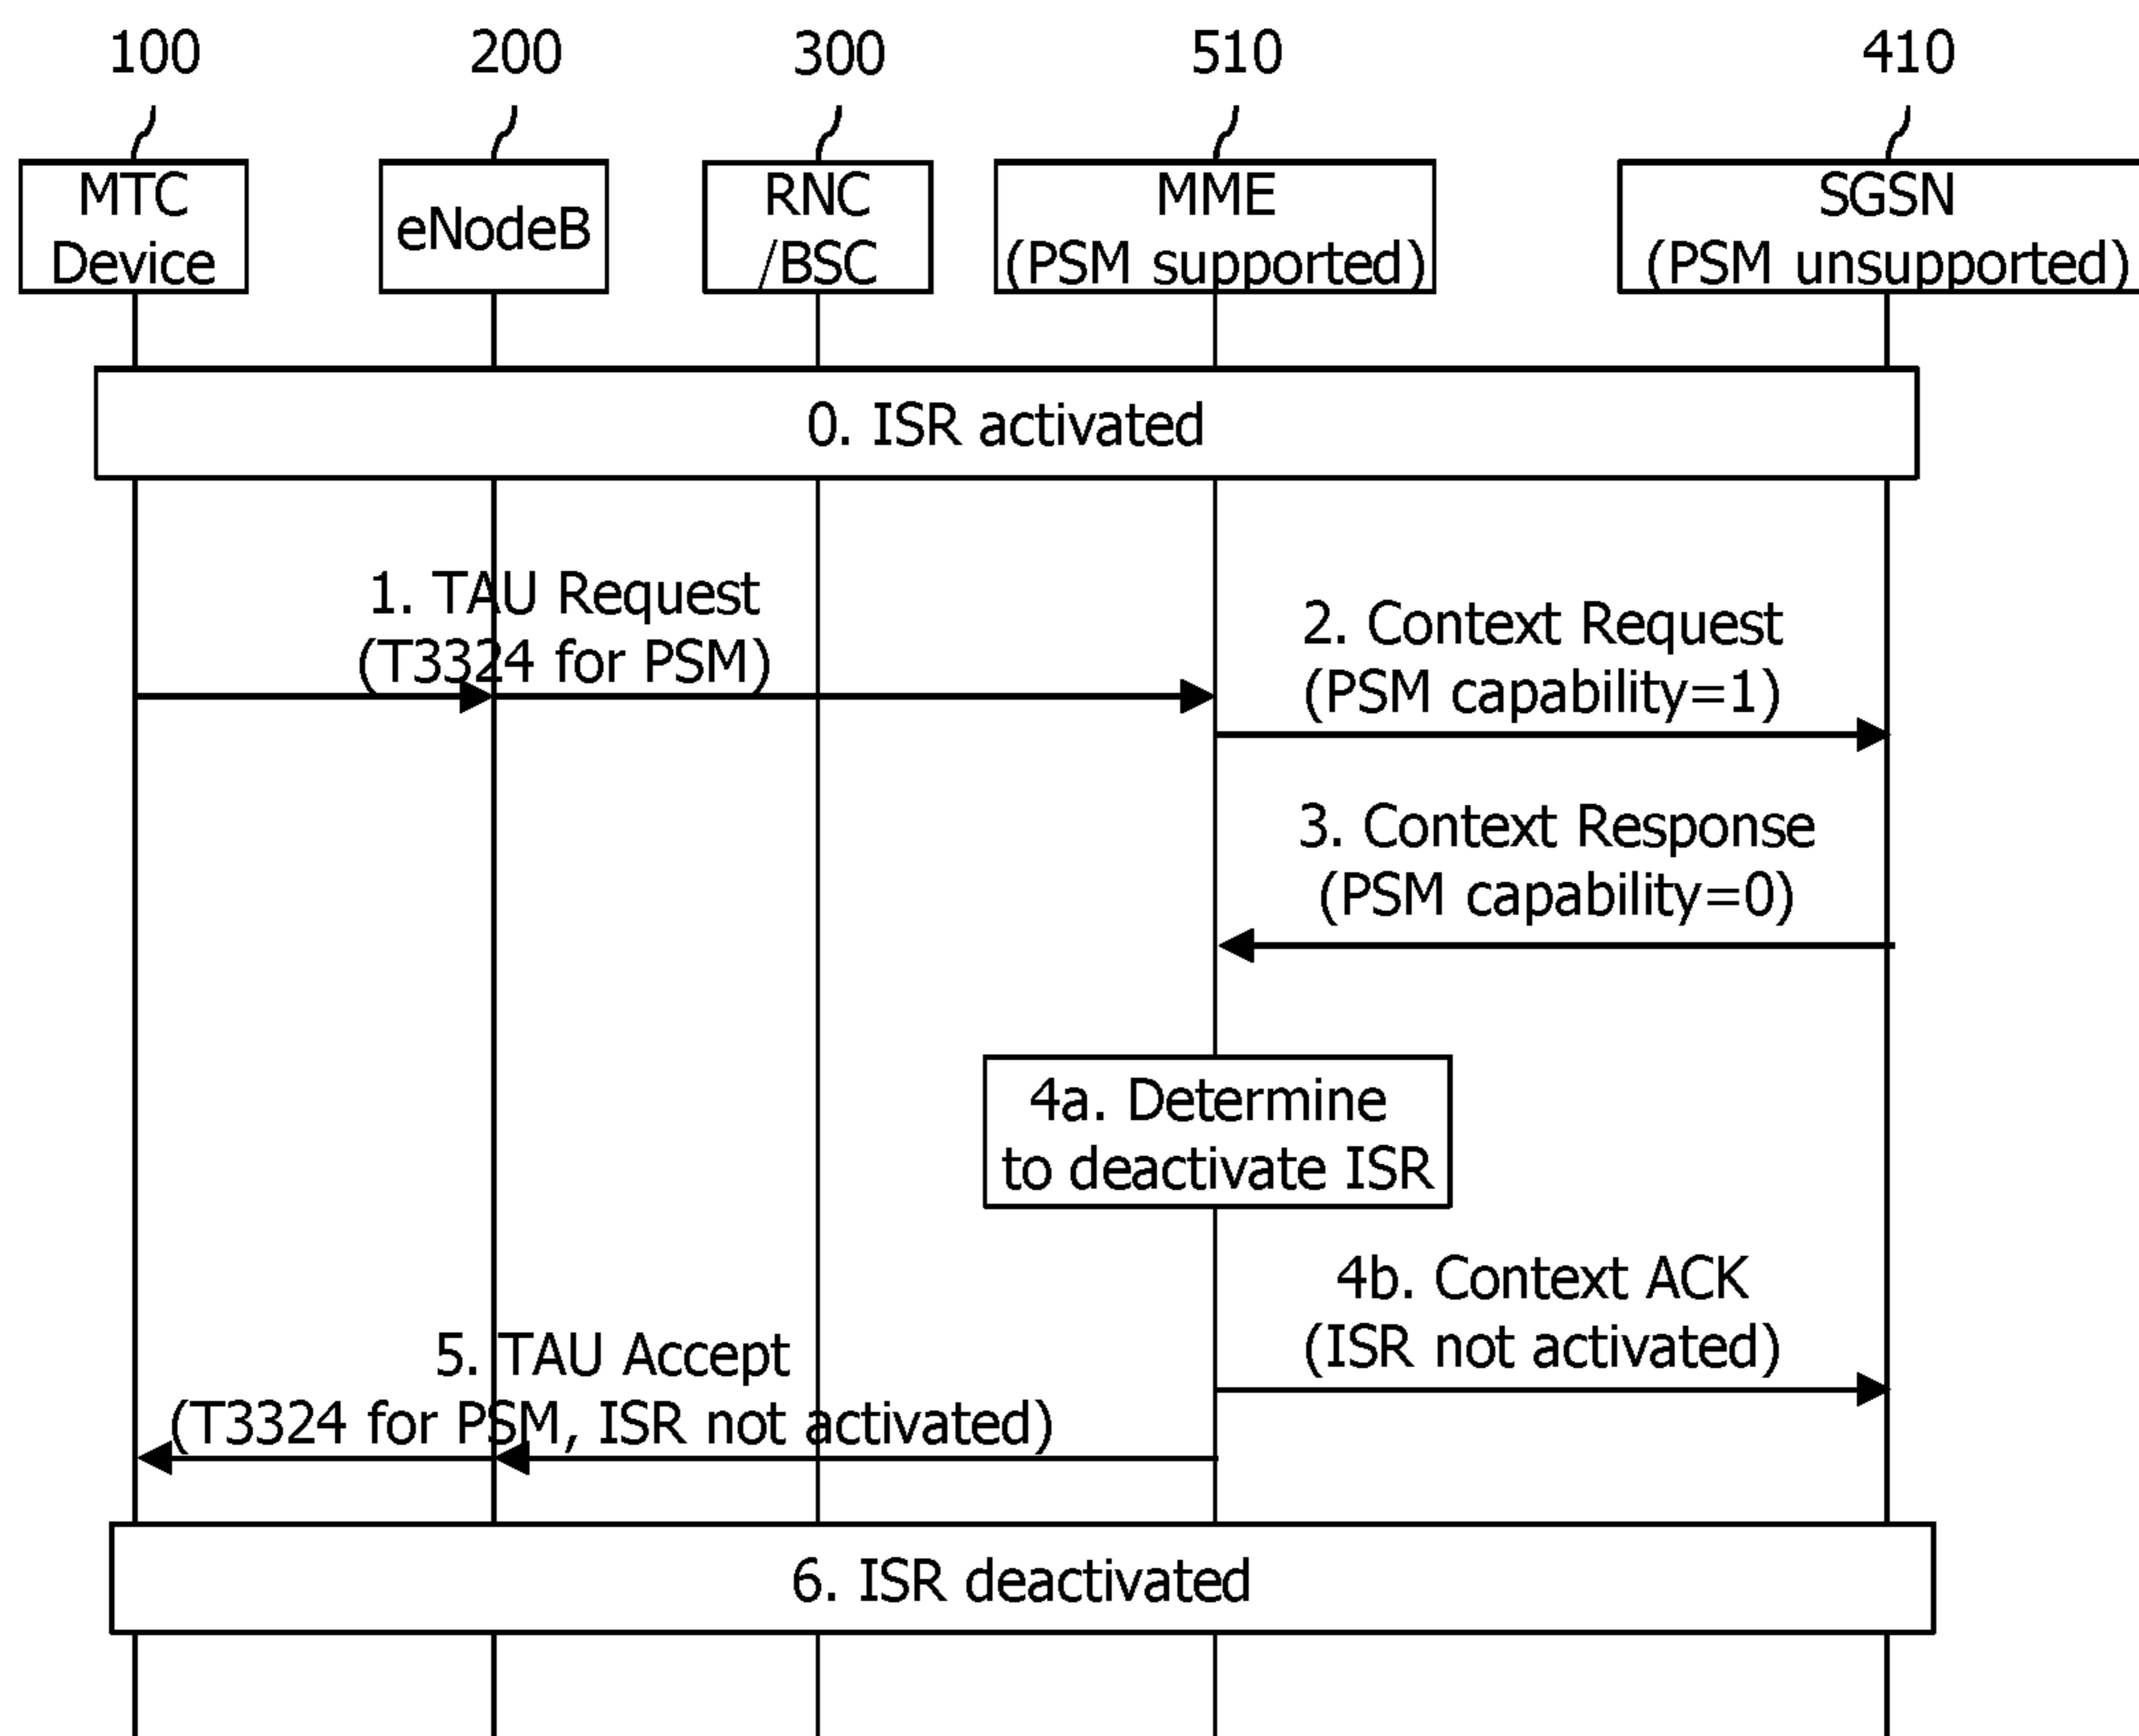 100
200
300
510
410
MTC
Device
eNodeB
RNC
/BSC
MME
(PSM supported)
SGSN
(PSM unsupported)
0. ISR activated
1. TAU Request
(T3324 for PSM)
2. Context Request
(PSM capability=1)
3. Context Response
(PSM capability=0)
4a. Determine
to deactivate ISR
4b. Context ACK
(ISR not activated)
5. TAU Accept
(T3324 for PSM, ISR not activated)
6. ISR deactivated